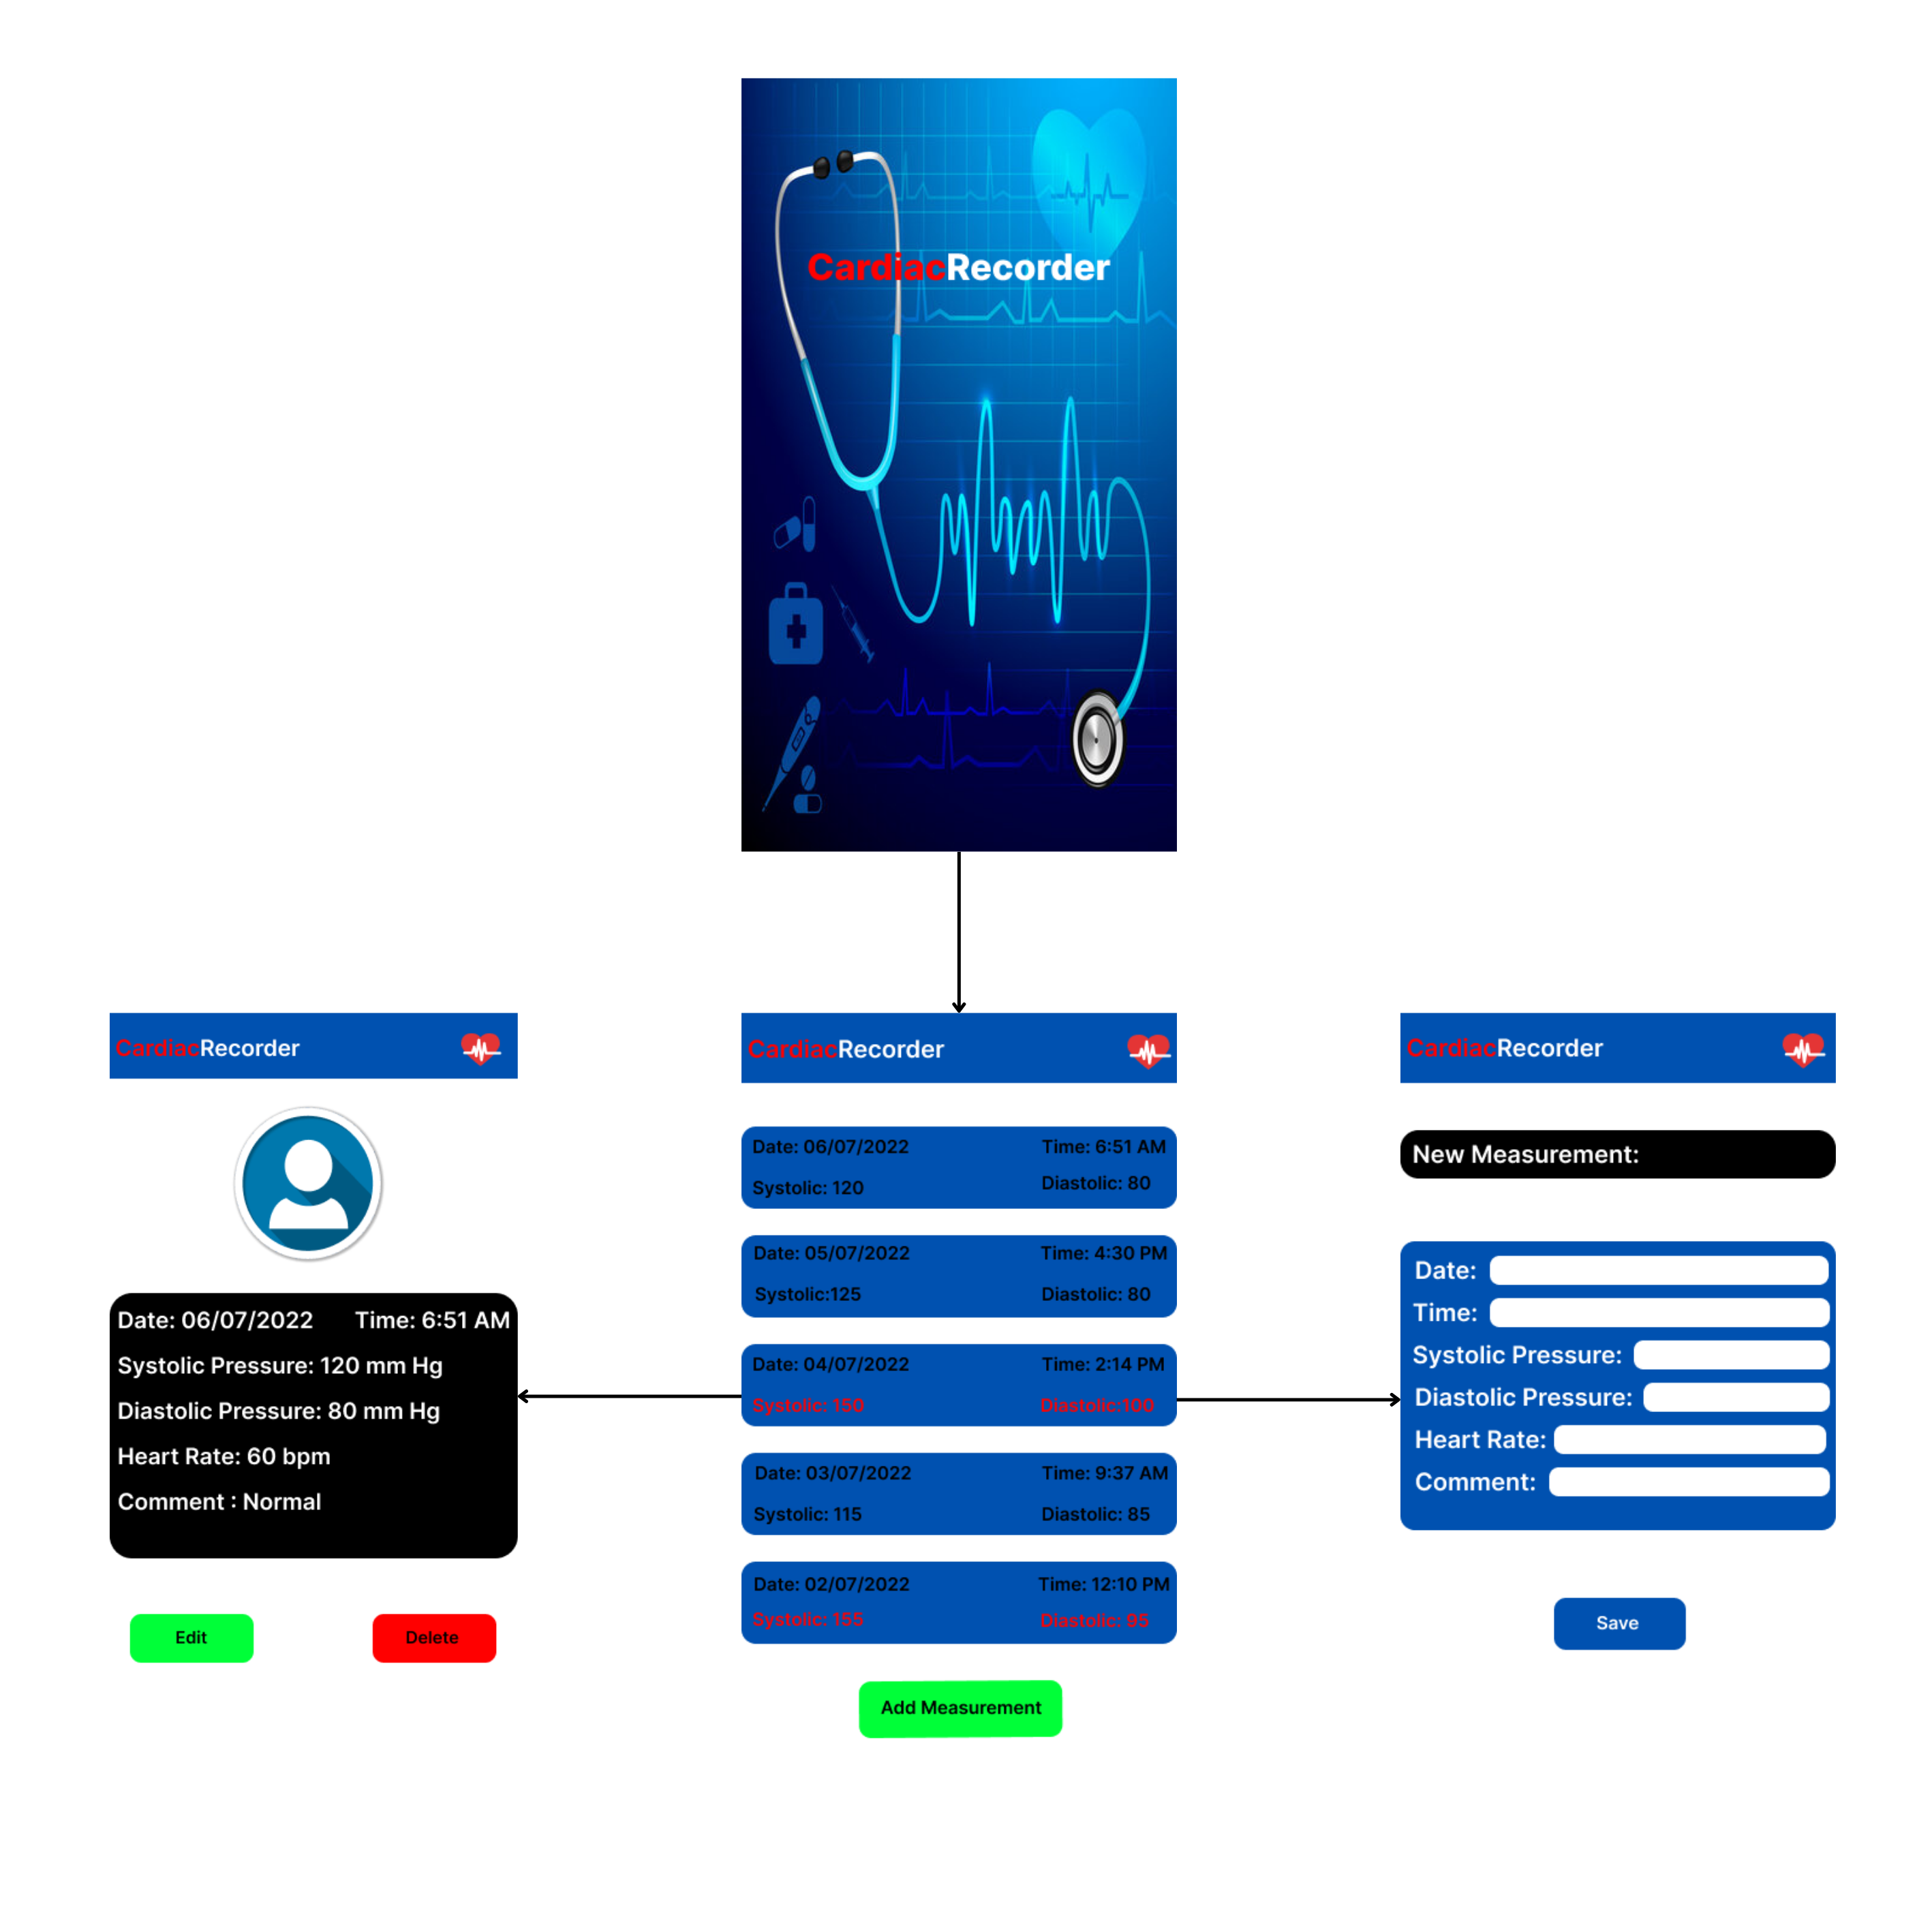 CardiacRecorder
CardiacRecorder
Date: 06/07/2022 Time: 6:51 AM
Systolic Pressure: 120 mm Hg
Diastolic Pressure: 80 mm Hg
Heart Rate: 60 bpm
Comment : Normal
Edit Delete
CardiacRecorder
Date: 06/07/2022 Time: 6:51 AM
Systolic: 120 Diastolic: 80
Date: 05/07/2022 Time: 4:30 PM
Systolic:125 Diastolic: 80
Date: 04/07/2022 Time: 2:14 PM
Systolic: 150 Diastolic:100
Date: 03/07/2022 Time: 9:37 AM
Systolic: 115 Diastolic: 85
Date: 02/07/2022 Time: 12:10 PM
Systolic: 155 Diastolic: 95
Add Measurement
CardiacRecorder
New Measurement:
Date:
Time:
Systolic Pressure:
Diastolic Pressure:
Heart Rate:
Comment:
Save